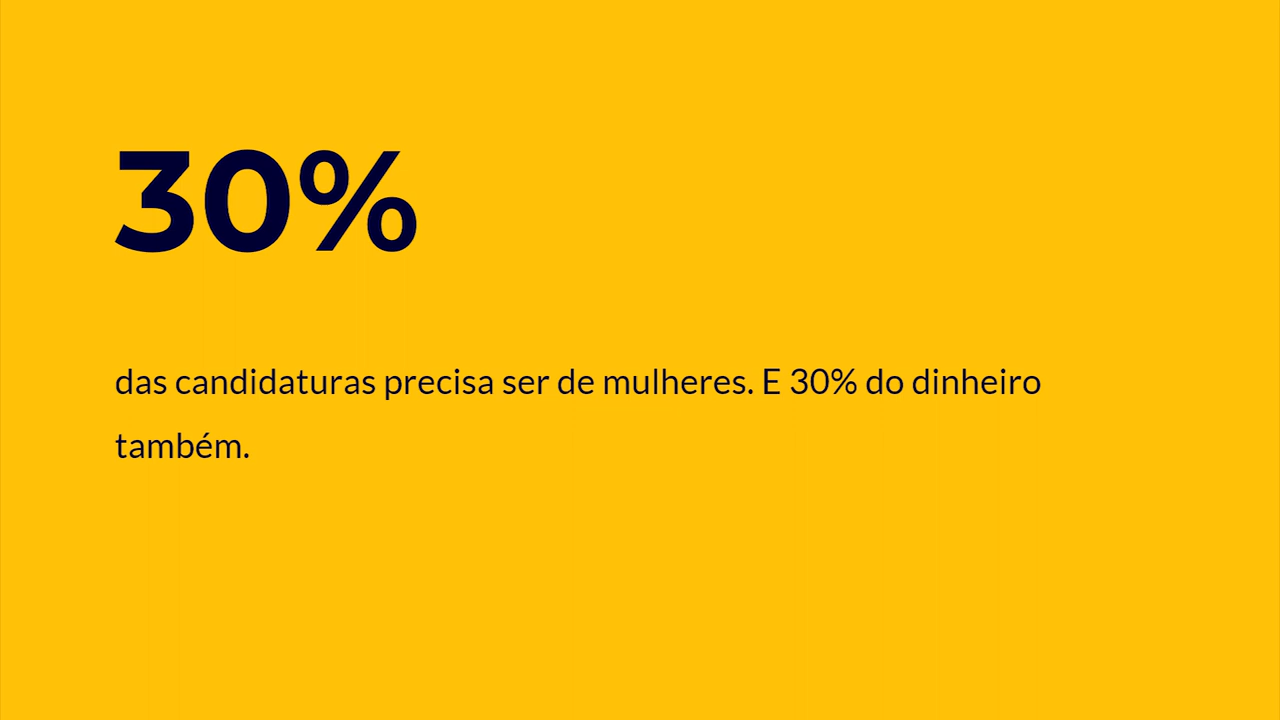 30%
das candidaturas precisa ser de mulheres. E 30% do dinheiro
também.